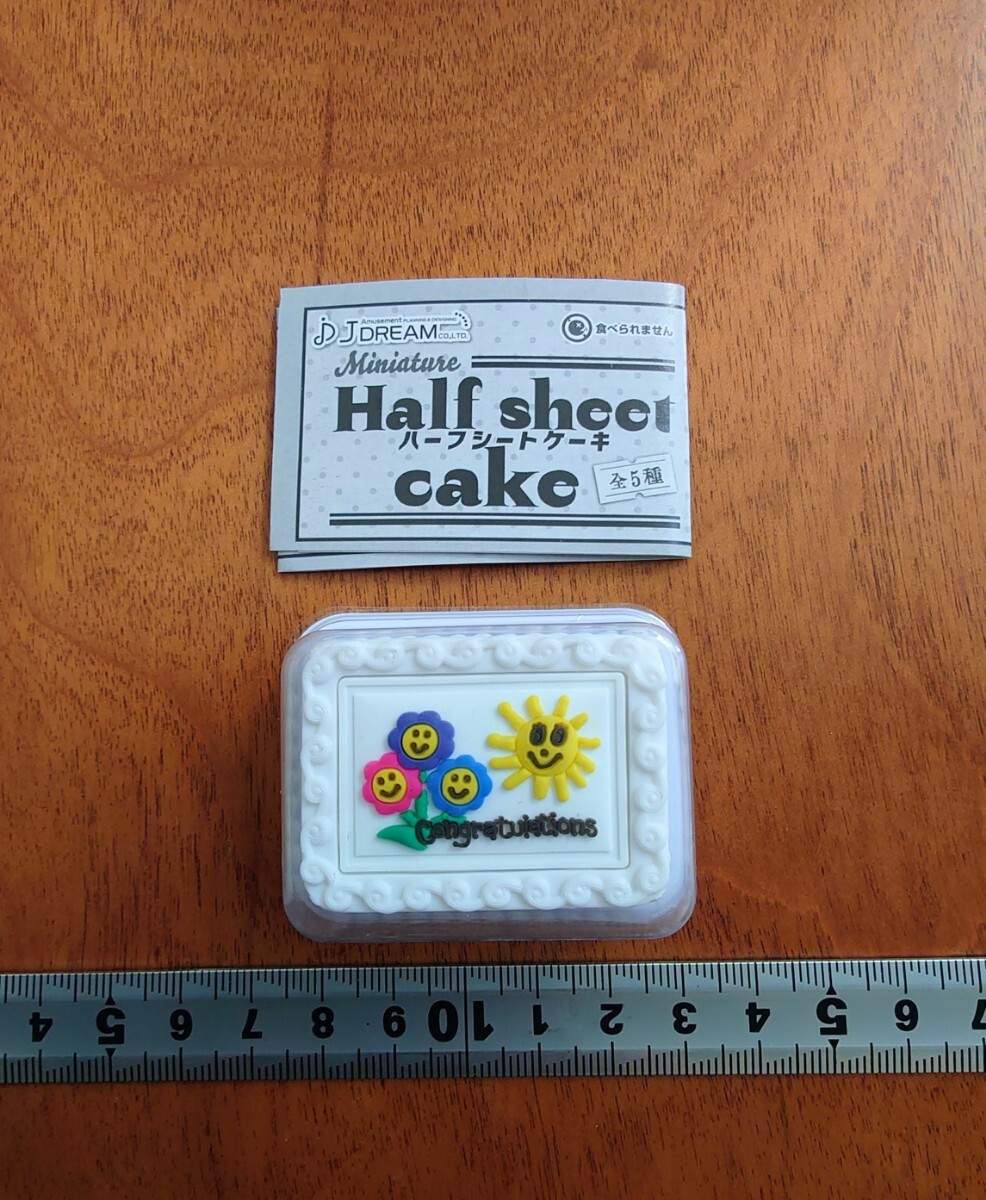 Amusement PLANNING & DESIGNING
J DREAM CO.,LTD.
食べられません
Miniature
Half sheet
ハーフシートケーキ
cake
全5種
Congratulations
4 5 6 7 8 9 10 1 2 3 4 5 6 7